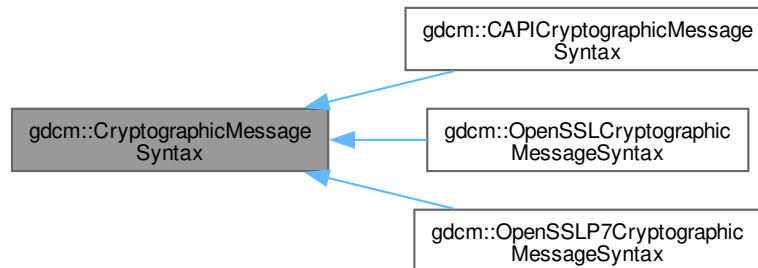 gdcm::CAPICryptographicMessage
Syntax
gdcm::CryptographicMessage
Syntax
gdcm::OpenSSLCryptographic
MessageSyntax
gdcm::OpenSSLP7Cryptographic
MessageSyntax